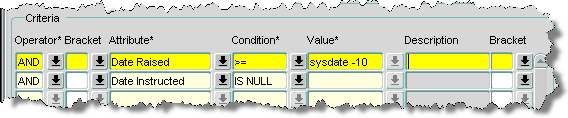 Criteria
Operator* Bracket Attribute* Condition* Value* Description Bracket
AND Date Raised >= sysdate -10
AND Date Instructed IS NULL